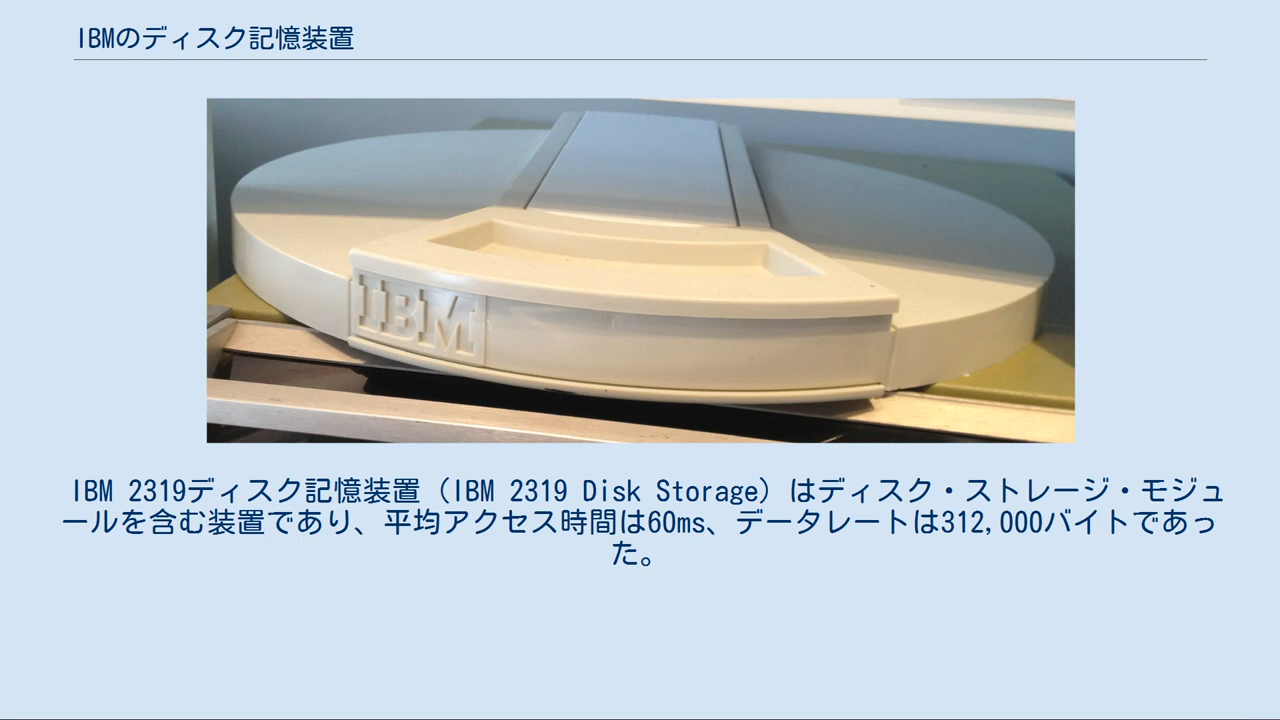 IBMのディスク記憶装置
IBM
IBM 2319ディスク記憶装置（IBM 2319 Disk Storage）はディスク・ストレージ・モジュ
ールを含む装置であり、平均アクセス時間は60ms、データレートは312,000バイトであっ
た。